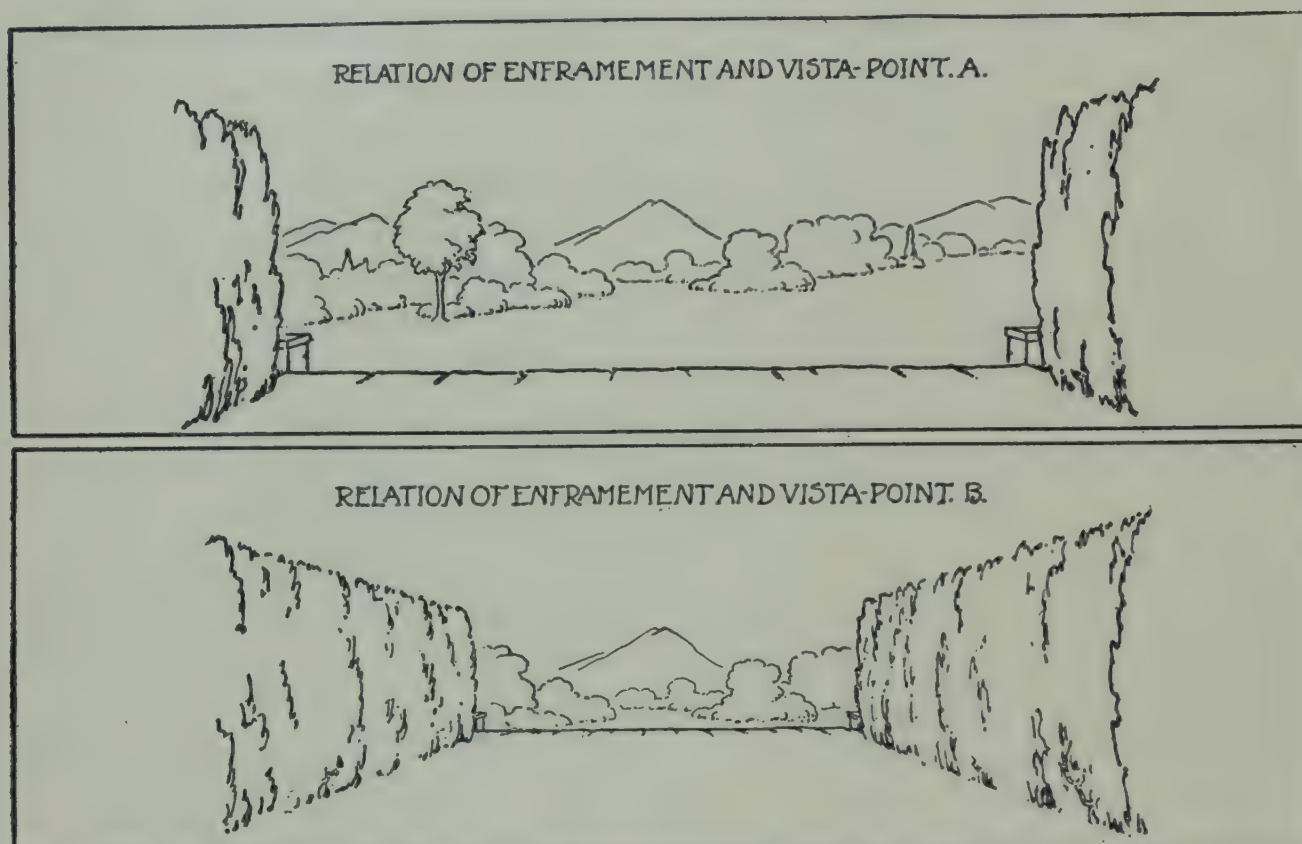 RELATION OF ENFRAMEMENT AND VISTA-POINT. A.
RELATION OF ENFRAMEMENT AND VISTA-POINT. B.